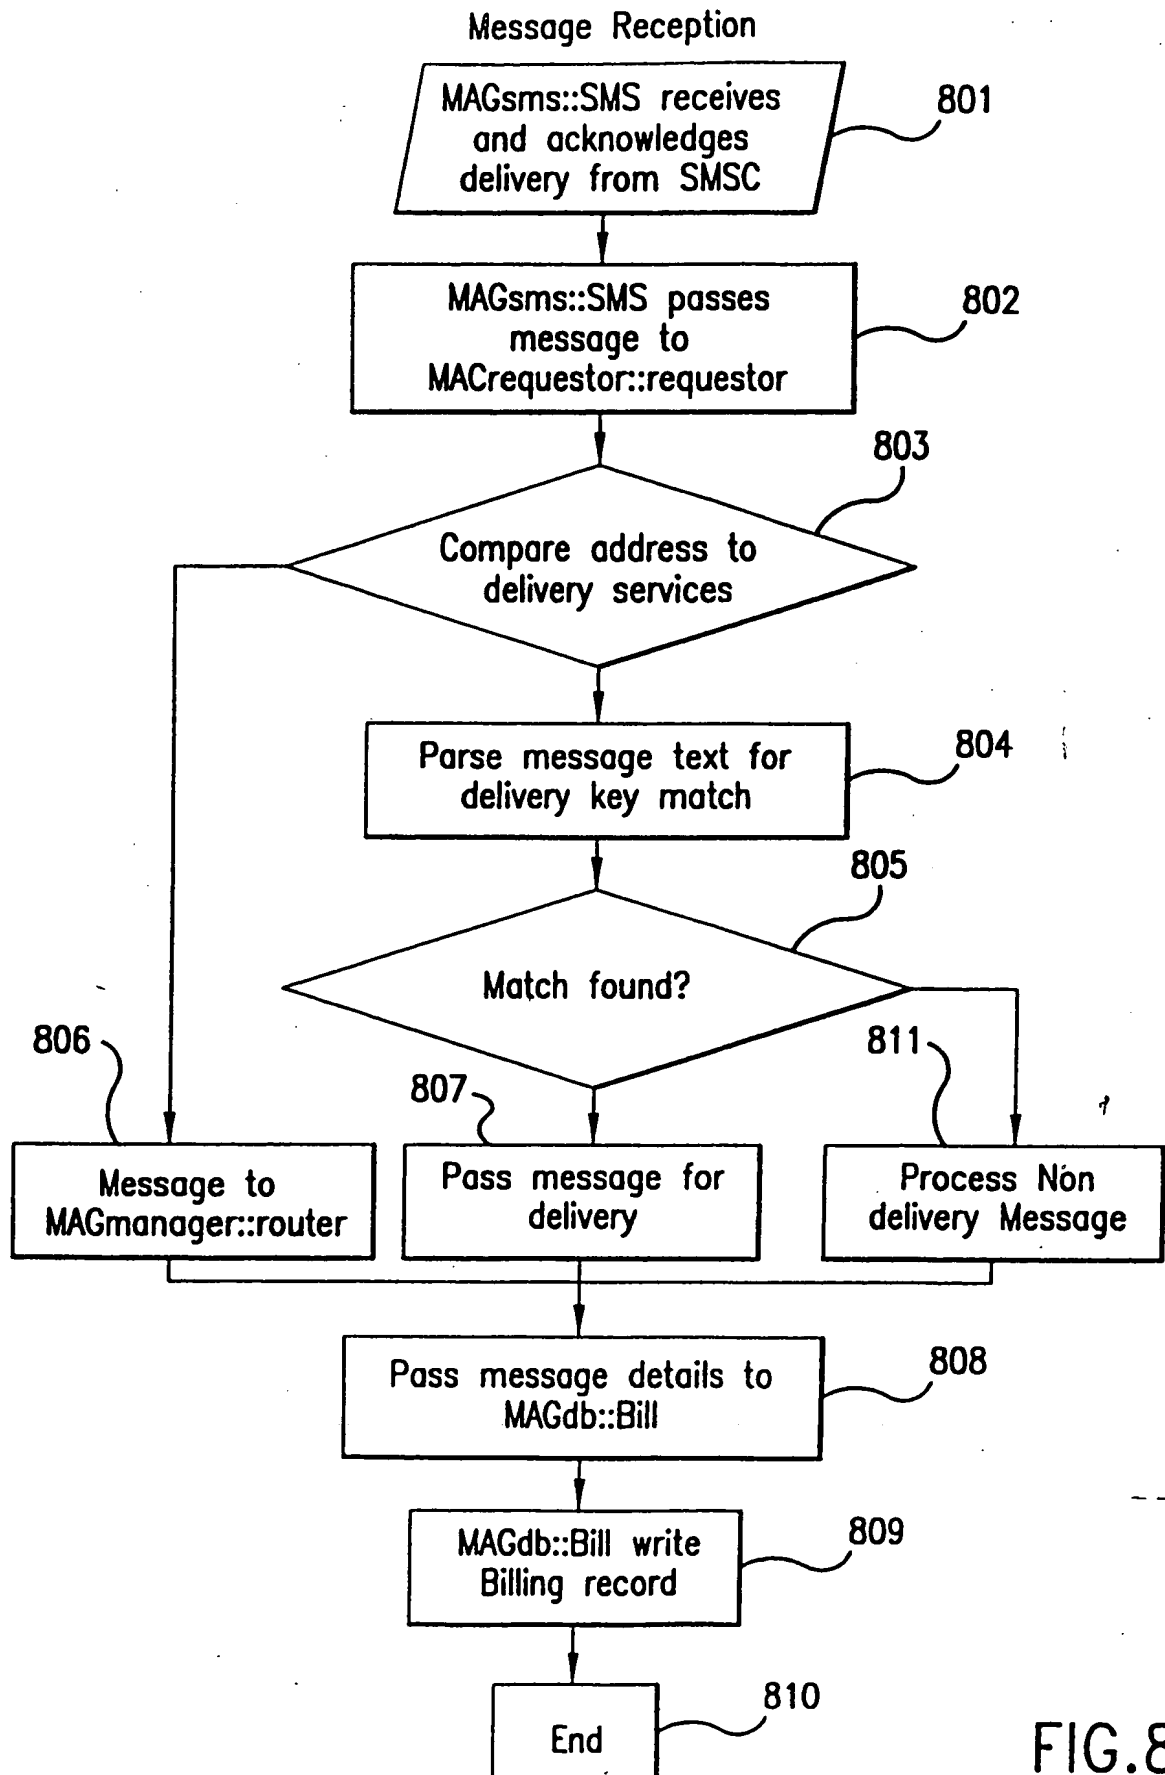 Message Reception
MAGsms::SMS receives
and acknowledges
delivery from SMSC
801
MAGsms::SMS passes
message to
MACrequestor::requestor
802
803
Compare address to
delivery services
Parse message text for
delivery key match
804
805
Match found?
806
807
811
Message to
MAGmanager::router
Pass message for
delivery
Process Non
delivery Message
Pass message details to
MAGdb::Bill
808
MAGdb::Bill write
Billing record
809
End
810
FIG.8